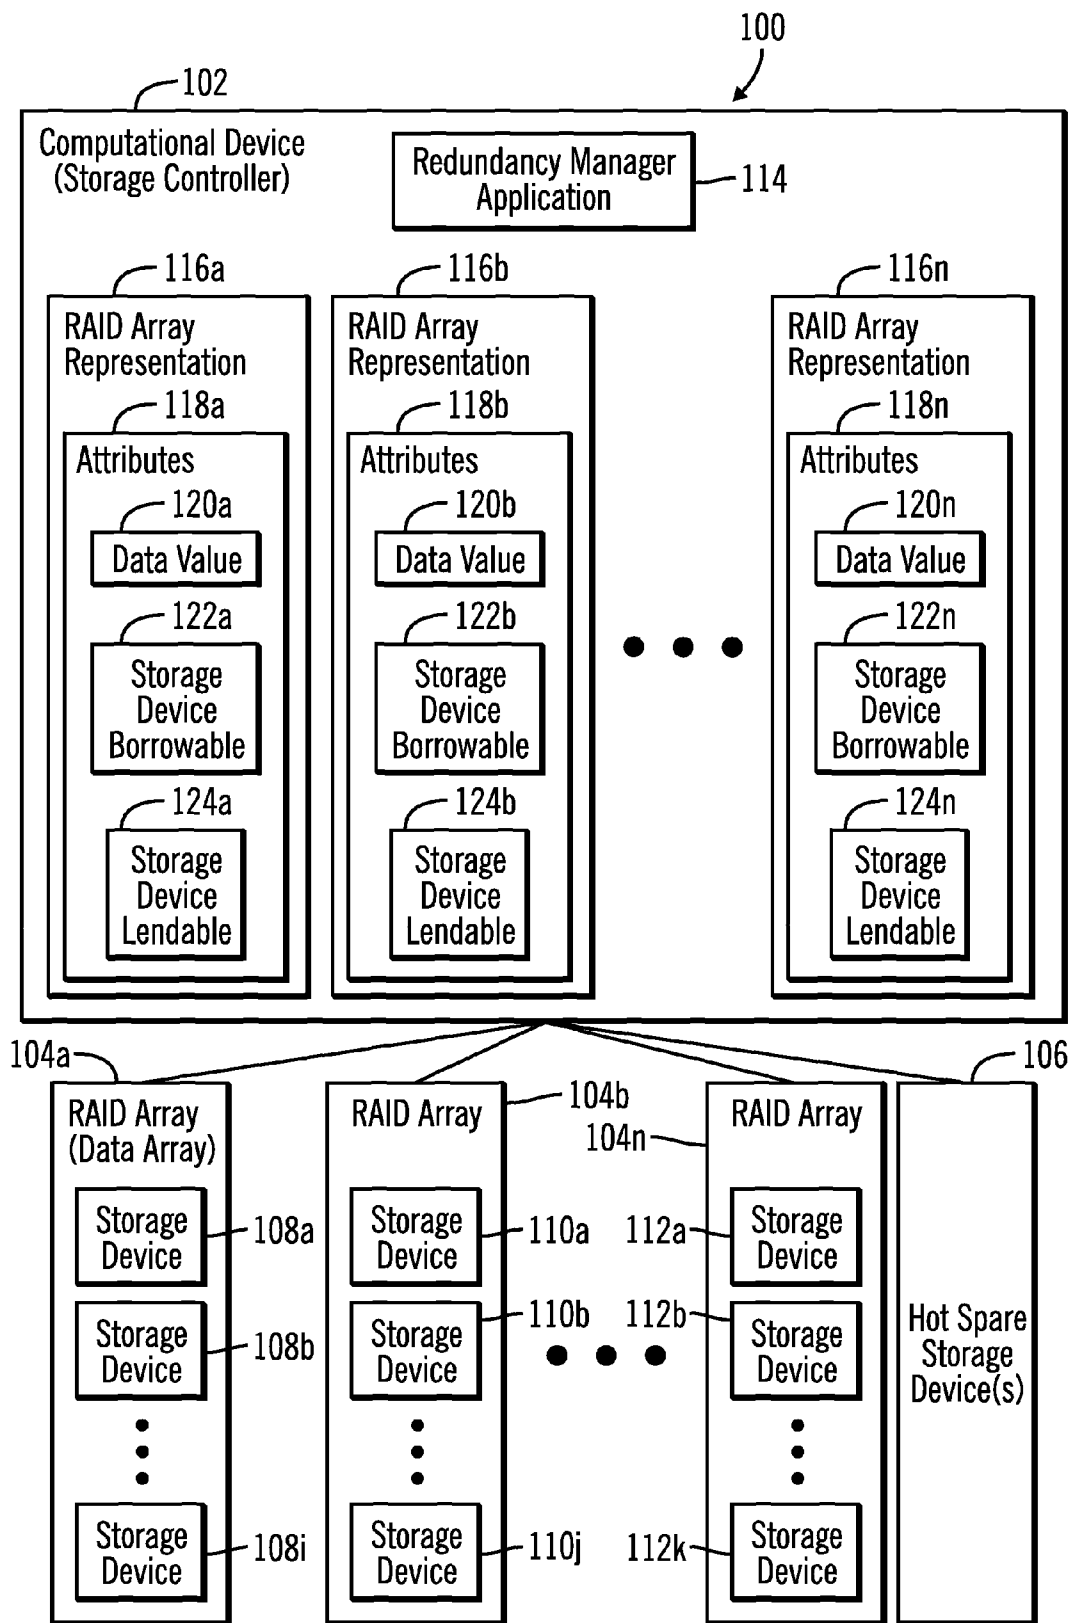 100
102
Computational Device
(Storage Controller)
Redundancy Manager
Application
114
116a
RAID Array
Representation
118a
Attributes
120a
Data Value
122a
Storage
Device
Borrowable
124a
Storage
Device
Lendable
116b
RAID Array
Representation
118b
Attributes
120b
Data Value
122b
Storage
Device
Borrowable
124b
Storage
Device
Lendable
116n
RAID Array
Representation
118n
Attributes
120n
Data Value
122n
Storage
Device
Borrowable
124n
Storage
Device
Lendable
104a
RAID Array
(Data Array)
Storage
Device
108a
Storage
Device
108b
Storage
Device
108i
RAID Array
104b
Storage
Device
110a
Storage
Device
110b
Storage
Device
110j
RAID Array
104n
Storage
Device
112a
Storage
Device
112b
Storage
Device
112k
106
Hot Spare
Storage
Device(s)